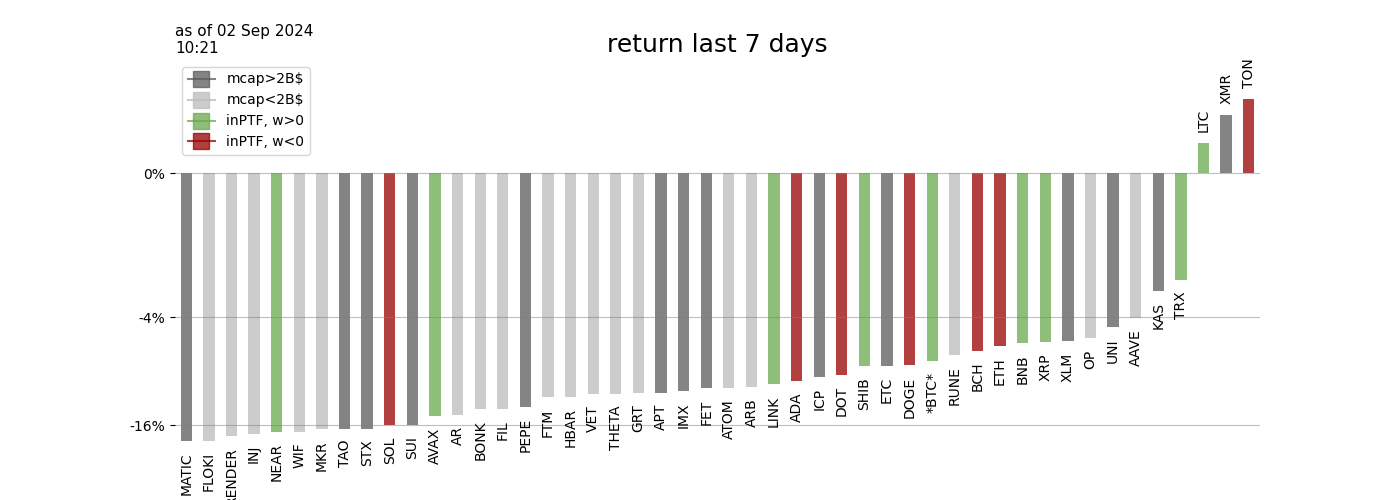 as of 02 Sep 2024
10:21
return last 7 days
mcap>2B$
mcap<2B$
inPTF, w>0
inPTF, w<0
0%
-4%
-16%
MATIC
FLOKI
RENDER
INJ
NEAR
WIF
MKR
TAO
STX
SOL
SUI
AVAX
AR
BONK
FIL
PEPE
FTM
HBAR
VET
THETA
GRT
APT
IMX
FET
ATOM
ARB
LINK
ADA
ICP
DOT
SHIB
ETC
DOGE
*BTC*
RUNE
BCH
ETH
BNB
XRP
XLM
OP
UNI
AAVE
KAS
TRX
LTC
XMR
TON